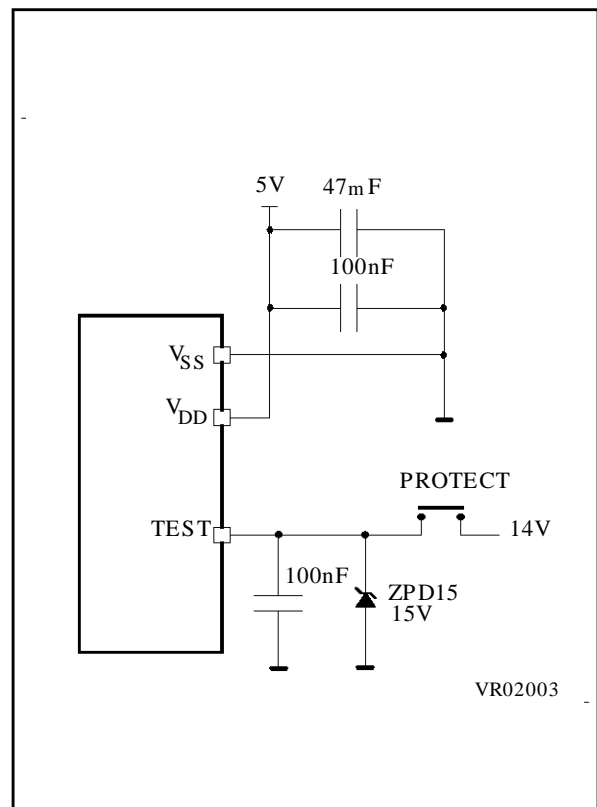 5V
47mF
100nF
VSS
VDD
PROTECT
TEST
14V
100nF
ZPD15
15V
VR02003